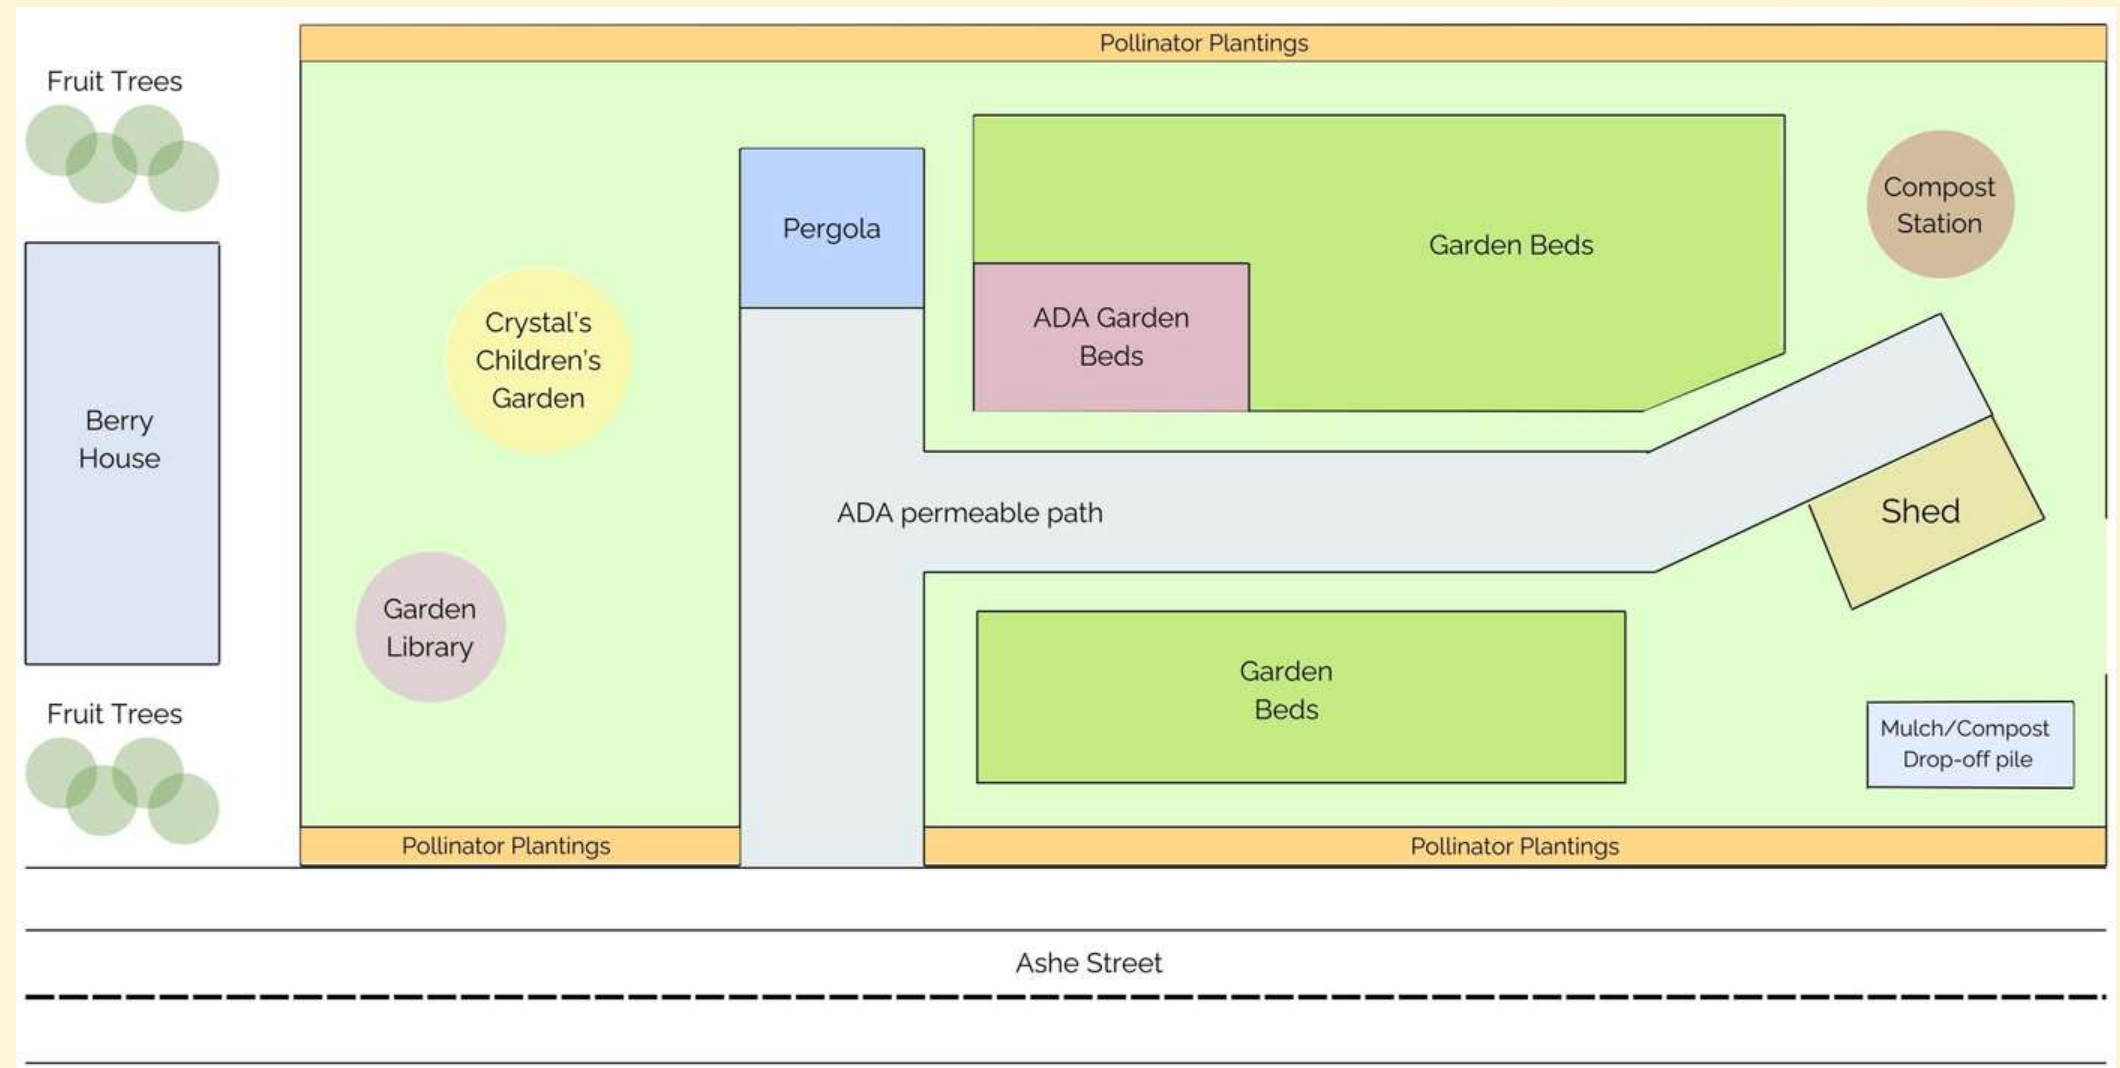 Pollinator Plantings
Fruit Trees
Compost
Station
Pergola
Garden Beds
ADA Garden
Beds
Crystal's
Children's
Garden
Berry
House
ADA permeable path
Shed
Garden
Library
Garden
Beds
Fruit Trees
Mulch/Compost
Drop-off pile
Pollinator Plantings
Pollinator Plantings
Ashe Street